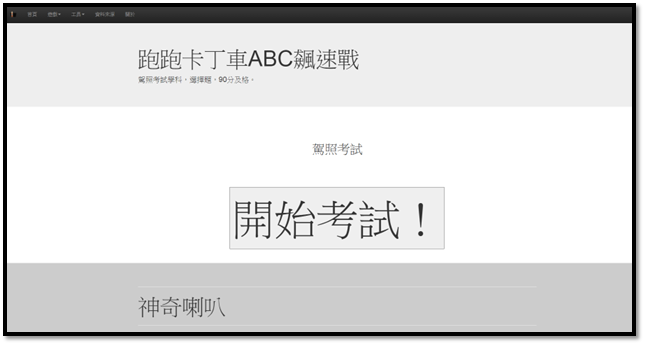 首頁 遊戲 工具 資料來源 關於
跑跑卡丁車ABC飆速戰
駕照考試學科。選擇題，90分及格。
駕照考試
開始考試！
神奇喇叭